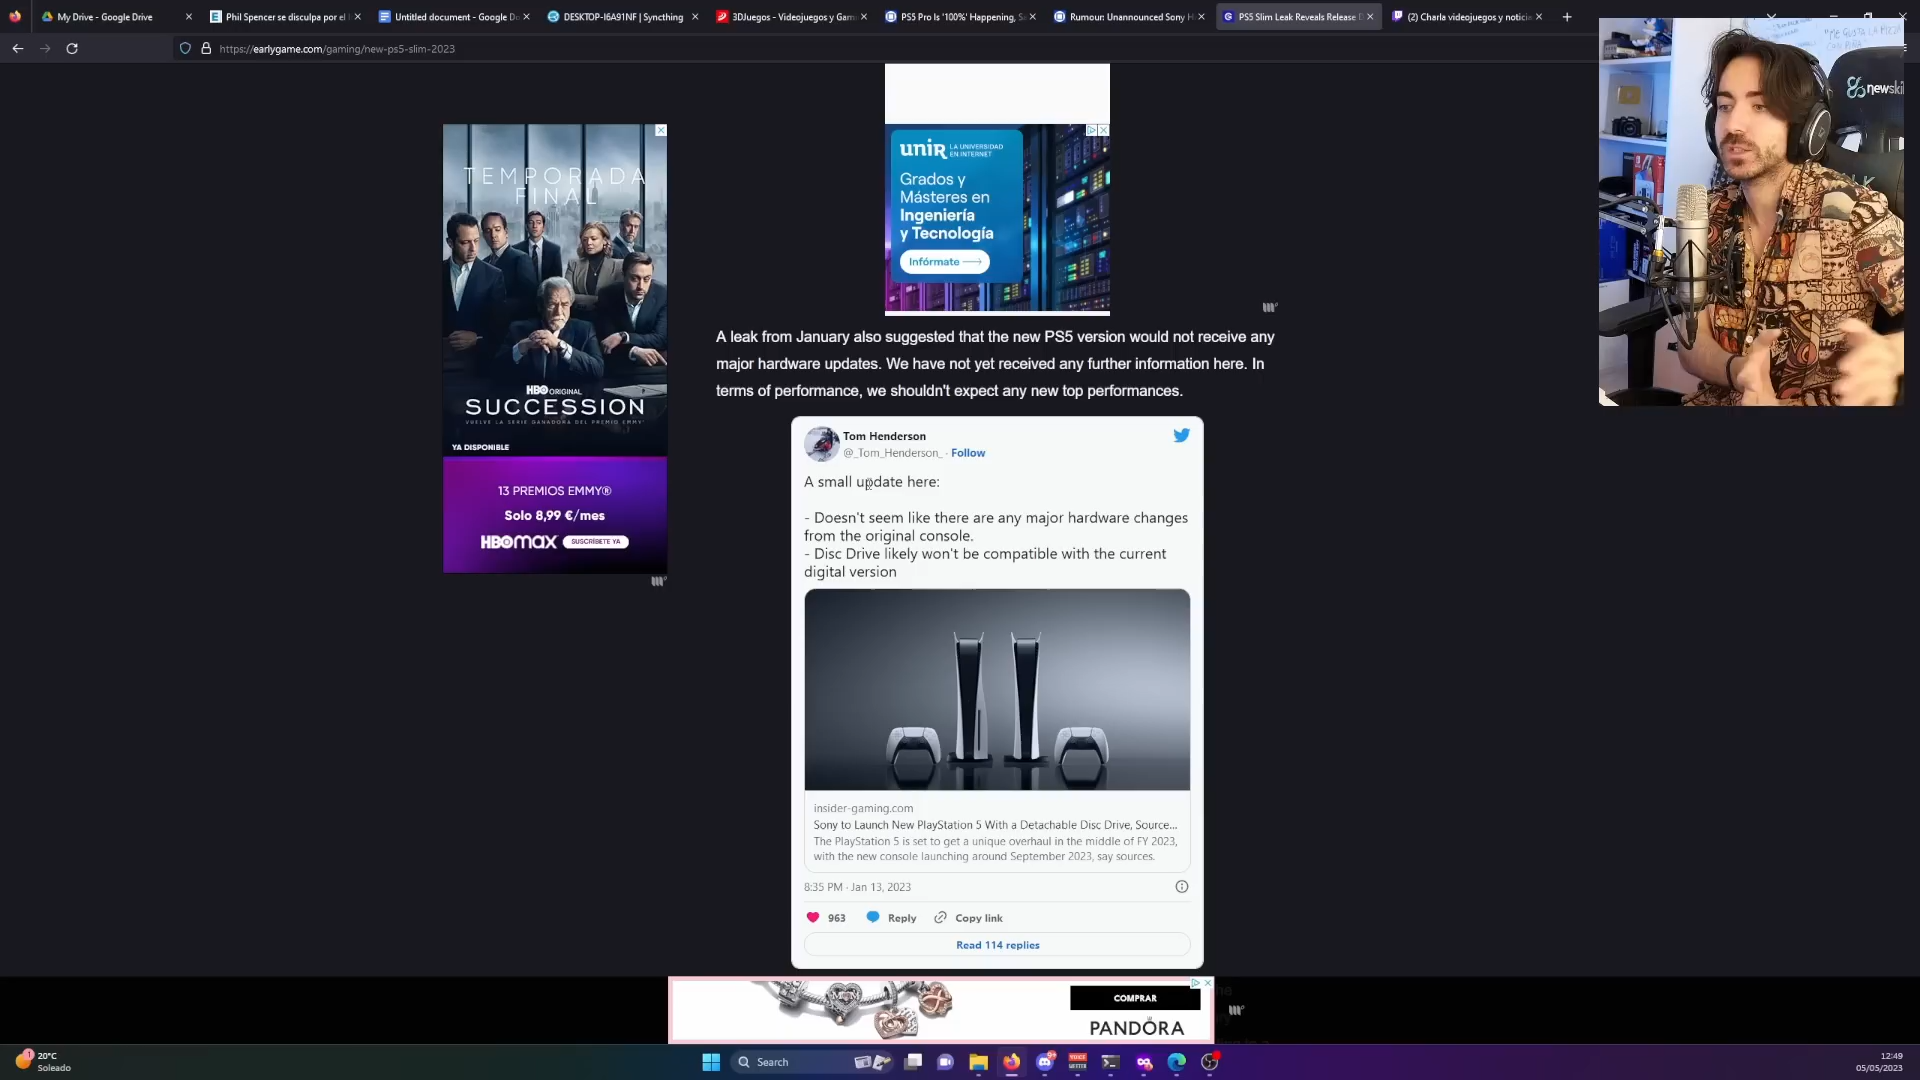 My Drive - Google Drive
Phil Spencer se disculpa por el
Untitled document - Google Do
DESKTOP-I6A91NF | Syncthing
3DJuegos - Videojuegos y Gam
PS5 Pro Is '100%' Happening, S
Rumour: Unannounced Sony H
PS5 Slim Leak Reveals Release D
(2) Charla videojuegos y noticia
https://earlygame.com/gaming/new-ps5-slim-2023
newskill
TEMPORADA
FINAL
HBO ORIGINAL
SUCCESSION
VUELVE LA SERIE GANADORA DEL PREMIO EMMY®
YA DISPONIBLE
13 PREMIOS EMMY®
Solo 8,99 €/mes
HBOMAX
SUSCRÍBETE YA
unir LA UNIVERSIDAD
EN INTERNET
Grados y
Másteres en
Ingeniería
y Tecnología
Infórmate
A leak from January also suggested that the new PS5 version would not receive any
major hardware updates. We have not yet received any further information here. In
terms of performance, we shouldn't expect any new top performances.
Tom Henderson
@_Tom_Henderson_ · Follow
A small update here:
- Doesn't seem like there are any major hardware changes
from the original console.
- Disc Drive likely won't be compatible with the current
digital version
insider-gaming.com
Sony to Launch New PlayStation 5 With a Detachable Disc Drive, Source...
The PlayStation 5 is set to get a unique overhaul in the middle of FY 2023,
with the new console launching around September 2023, say sources.
8:35 PM · Jan 13, 2023
963
Reply
Copy link
Read 114 replies
COMPRAR
PANDORA
20°C
Soleado
Search
12:49
05/05/2023